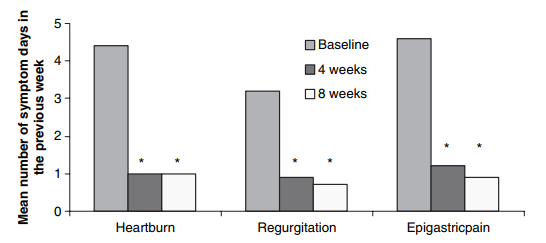 Mean number of symptom days in
the previous week
5
4
3
2
1
0
Baseline
4 weeks
8 weeks
* * * * * *
Heartburn Regurgitation Epigastricpain